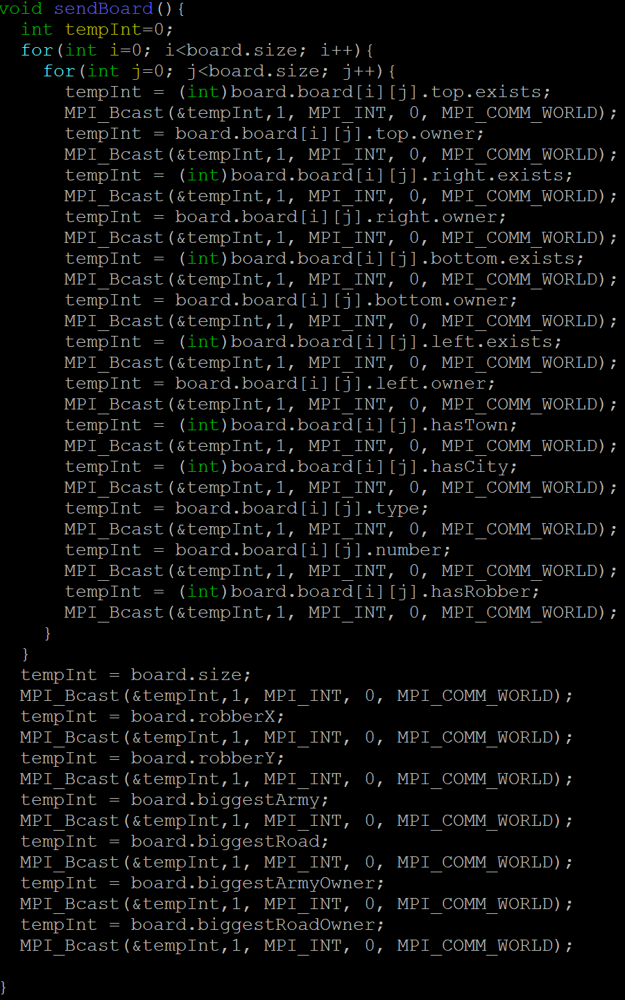 void sendBoard(){
  int tempInt=0;
  for(int i=0; i<board.size; i++){
    for(int j=0; j<board.size; j++){
      tempInt = (int)board.board[i][j].top.exists;
      MPI_Bcast(&tempInt,1, MPI_INT, 0, MPI_COMM_WORLD);
      tempInt = board.board[i][j].top.owner;
      MPI_Bcast(&tempInt,1, MPI_INT, 0, MPI_COMM_WORLD);
      tempInt = (int)board.board[i][j].right.exists;
      MPI_Bcast(&tempInt,1, MPI_INT, 0, MPI_COMM_WORLD);
      tempInt = board.board[i][j].right.owner;
      MPI_Bcast(&tempInt,1, MPI_INT, 0, MPI_COMM_WORLD);
      tempInt = (int)board.board[i][j].bottom.exists;
      MPI_Bcast(&tempInt,1, MPI_INT, 0, MPI_COMM_WORLD);
      tempInt = board.board[i][j].bottom.owner;
      MPI_Bcast(&tempInt,1, MPI_INT, 0, MPI_COMM_WORLD);
      tempInt = (int)board.board[i][j].left.exists;
      MPI_Bcast(&tempInt,1, MPI_INT, 0, MPI_COMM_WORLD);
      tempInt = board.board[i][j].left.owner;
      MPI_Bcast(&tempInt,1, MPI_INT, 0, MPI_COMM_WORLD);
      tempInt = (int)board.board[i][j].hasTown;
      MPI_Bcast(&tempInt,1, MPI_INT, 0, MPI_COMM_WORLD);
      tempInt = (int)board.board[i][j].hasCity;
      MPI_Bcast(&tempInt,1, MPI_INT, 0, MPI_COMM_WORLD);
      tempInt = board.board[i][j].type;
      MPI_Bcast(&tempInt,1, MPI_INT, 0, MPI_COMM_WORLD);
      tempInt = board.board[i][j].number;
      MPI_Bcast(&tempInt,1, MPI_INT, 0, MPI_COMM_WORLD);
      tempInt = (int)board.board[i][j].hasRobber;
      MPI_Bcast(&tempInt,1, MPI_INT, 0, MPI_COMM_WORLD);
    }
  }
  tempInt = board.size;
  MPI_Bcast(&tempInt,1, MPI_INT, 0, MPI_COMM_WORLD);
  tempInt = board.robberX;
  MPI_Bcast(&tempInt,1, MPI_INT, 0, MPI_COMM_WORLD);
  tempInt = board.robberY;
  MPI_Bcast(&tempInt,1, MPI_INT, 0, MPI_COMM_WORLD);
  tempInt = board.biggestArmy;
  MPI_Bcast(&tempInt,1, MPI_INT, 0, MPI_COMM_WORLD);
  tempInt = board.biggestRoad;
  MPI_Bcast(&tempInt,1, MPI_INT, 0, MPI_COMM_WORLD);
  tempInt = board.biggestArmyOwner;
  MPI_Bcast(&tempInt,1, MPI_INT, 0, MPI_COMM_WORLD);
  tempInt = board.biggestRoadOwner;
  MPI_Bcast(&tempInt,1, MPI_INT, 0, MPI_COMM_WORLD);

}